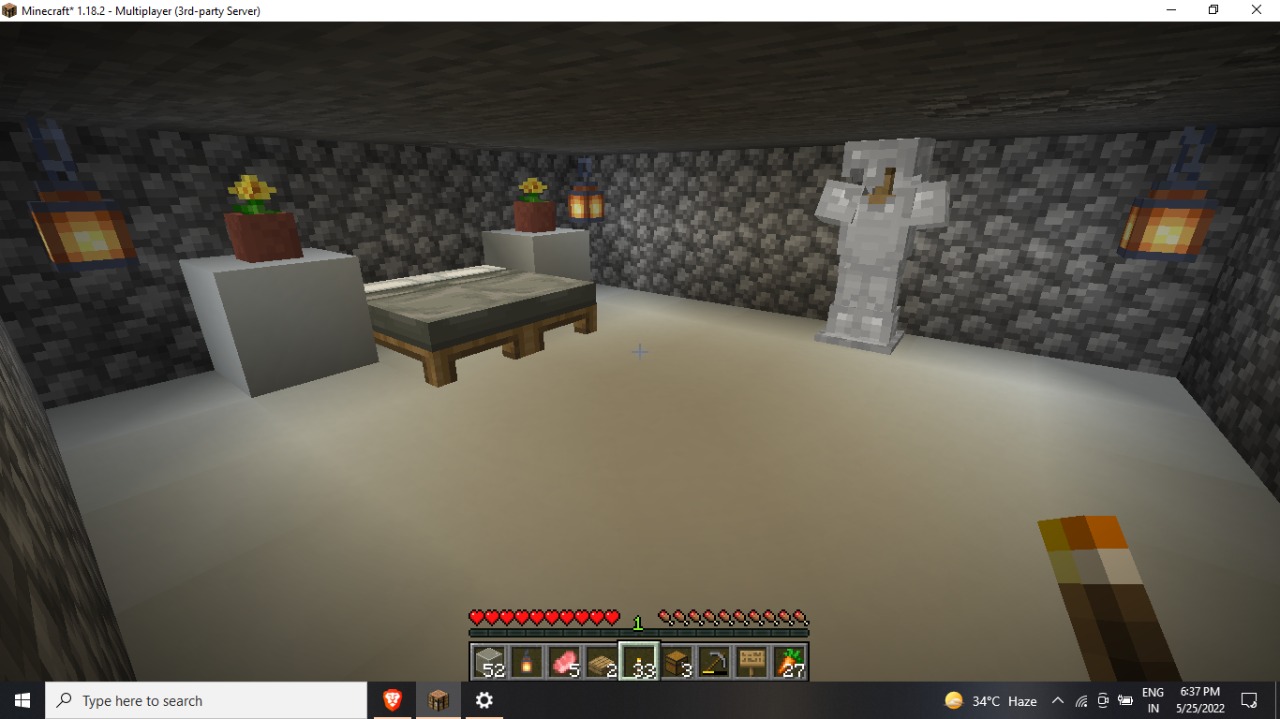 Minecraft* 1.18.2 - Multiplayer (3rd-party Server)
1
52
5
2
33
3
27
Type here to search
34°C Haze
ENG
IN
6:37 PM
5/25/2022